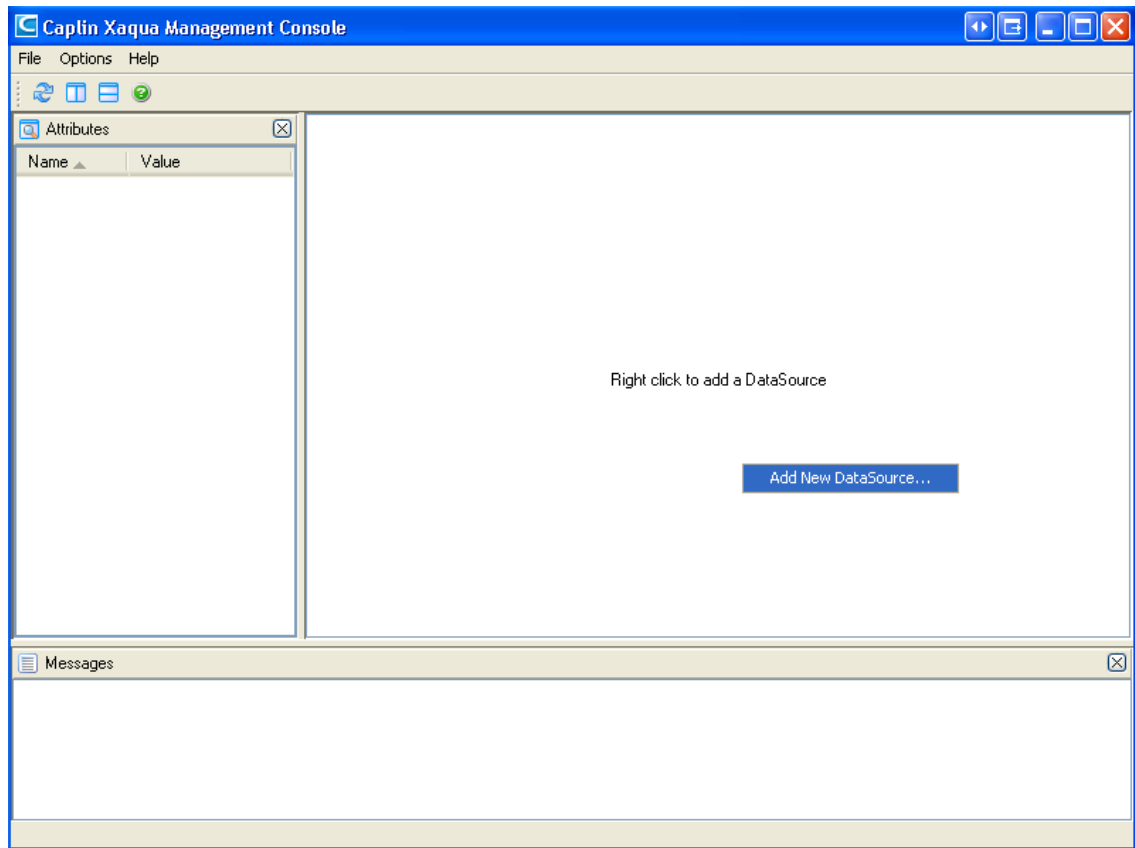 Caplin Xaqua Management Console
File Options Help
Attributes
Name Value
Right click to add a DataSource
Add New DataSource...
Messages